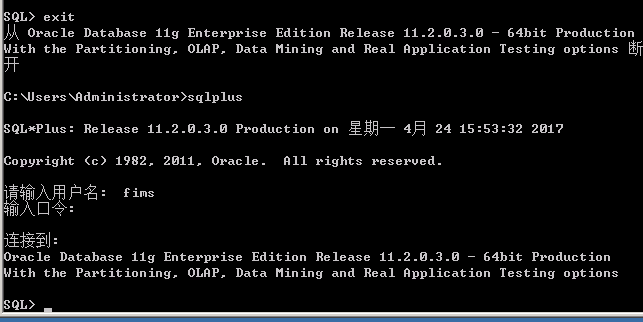 SQL> exit
从 Oracle Database 11g Enterprise Edition Release 11.2.0.3.0 - 64bit Production
With the Partitioning, OLAP, Data Mining and Real Application Testing options 断
开
C:\Users\Administrator>sqlplus
SQL*Plus: Release 11.2.0.3.0 Production on 星期一 4月 24 15:53:32 2017
Copyright (c) 1982, 2011, Oracle.  All rights reserved.
请输入用户名:  fims
输入口令:
连接到:
Oracle Database 11g Enterprise Edition Release 11.2.0.3.0 - 64bit Production
With the Partitioning, OLAP, Data Mining and Real Application Testing options
SQL>